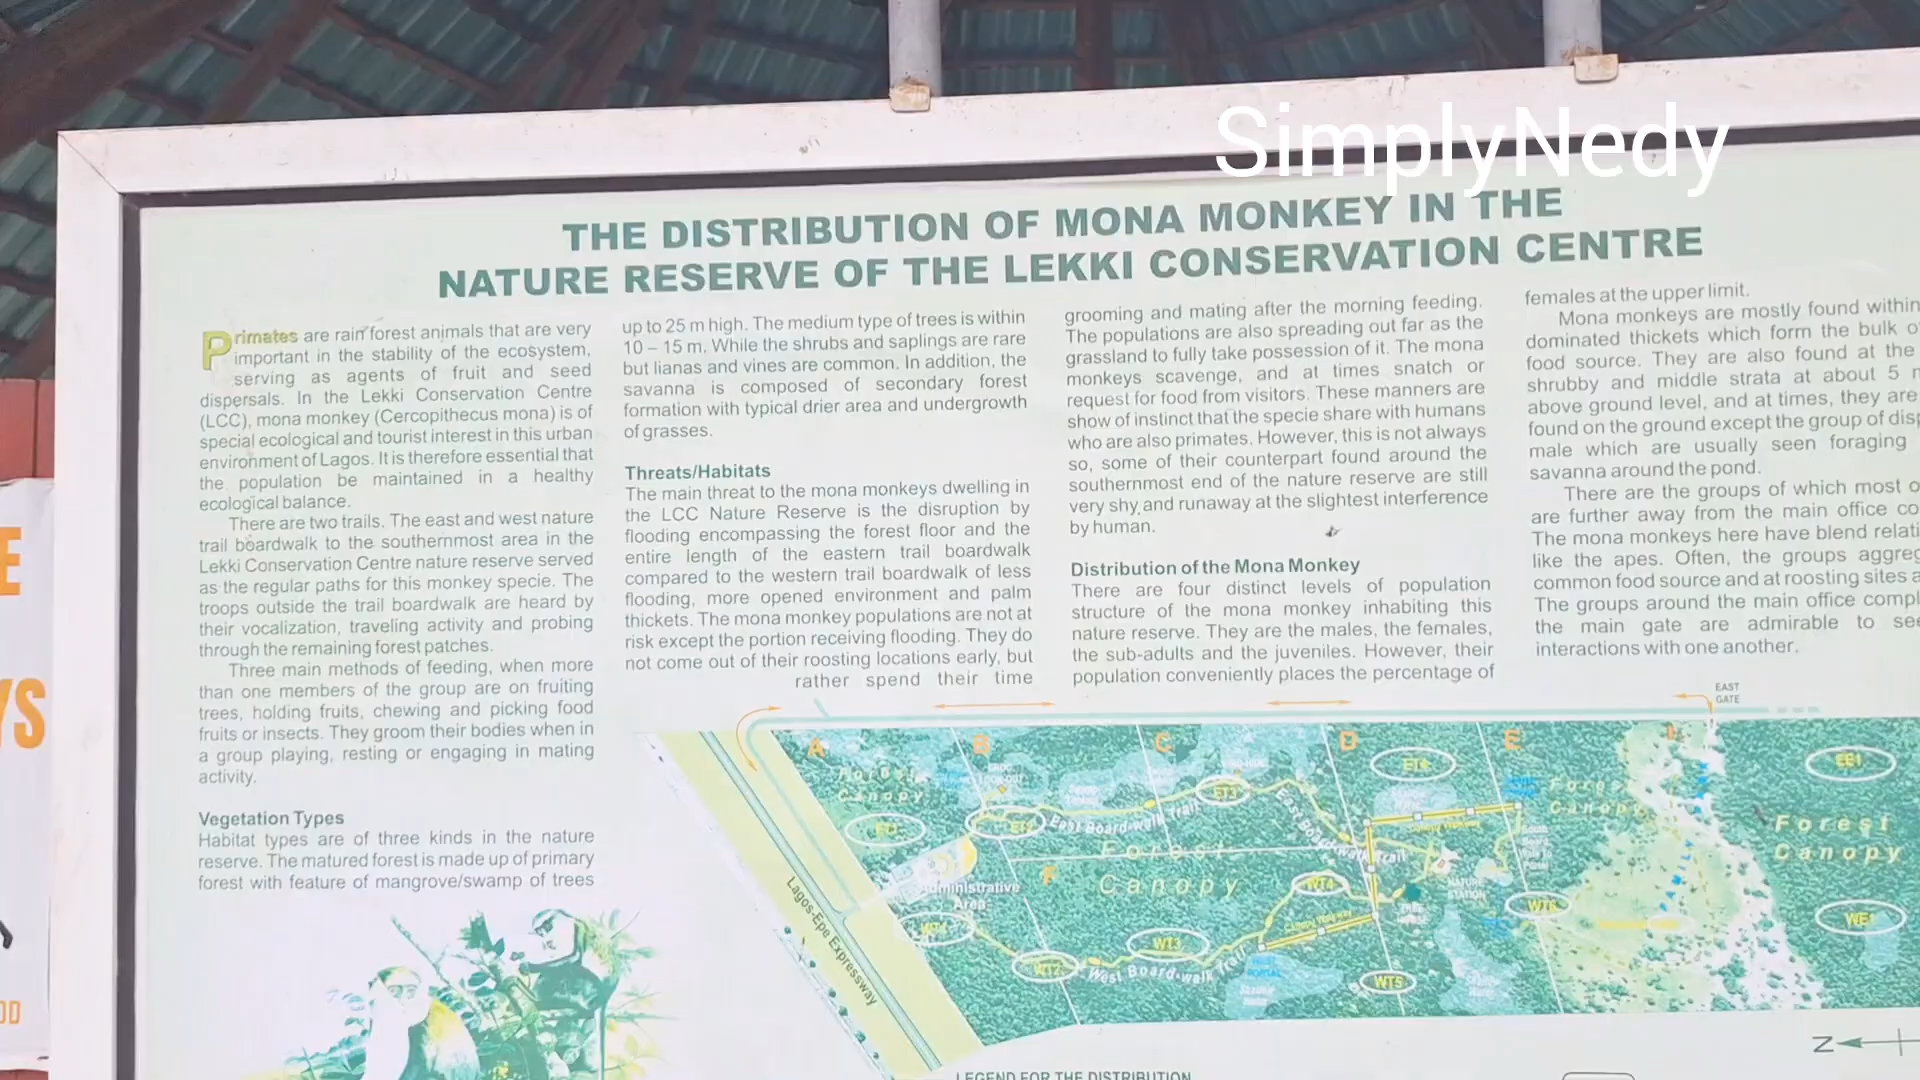 SimplyNedy
THE DISTRIBUTION OF MONA MONKEY IN THE
NATURE RESERVE OF THE LEKKI CONSERVATION CENTRE
Primates are rain forest animals that are very
important in the stability of the ecosystem,
serving as agents of fruit and seed
dispersals. In the Lekki Conservation Centre
(LCC), mona monkey (Cercopithecus mona) is of
special ecological and tourist interest in this urban
environment of Lagos. It is therefore essential that
the population be maintained in a healthy
ecological balance.
There are two trails. The east and west nature
trail boardwalk to the southernmost area in the
Lekki Conservation Centre nature reserve served
as the regular paths for this monkey specie. The
troops outside the trail boardwalk are heard by
their vocalization, traveling activity and probing
through the remaining forest patches.
Three main methods of feeding, when more
than one members of the group are on fruiting
trees, holding fruits, chewing and picking food
fruits or insects. They groom their bodies when in
a group playing, resting or engaging in mating
activity.
Vegetation Types
Habitat types are of three kinds in the nature
reserve. The matured forest is made up of primary
forest with feature of mangrove/swamp of trees
up to 25 m high. The medium type of trees is within
10 – 15 m. While the shrubs and saplings are rare
but lianas and vines are common. In addition, the
savanna is composed of secondary forest
formation with typical drier area and undergrowth
of grasses.
Threats/Habitats
The main threat to the mona monkeys dwelling in
the LCC Nature Reserve is the disruption by
flooding encompassing the forest floor and the
entire length of the eastern trail boardwalk
compared to the western trail boardwalk of less
flooding, more opened environment and palm
thickets. The mona monkey populations are not at
risk except the portion receiving flooding. They do
not come out of their roosting locations early, but
rather spend their time
grooming and mating after the morning feeding.
The populations are also spreading out far as the
grassland to fully take possession of it. The mona
monkeys scavenge, and at times snatch or
request for food from visitors. These manners are
show of instinct that the specie share with humans
who are also primates. However, this is not always
so, some of their counterpart found around the
southernmost end of the nature reserve are still
very shy and runaway at the slightest interference
by human.
Distribution of the Mona Monkey
There are four distinct levels of population
structure of the mona monkey inhabiting this
nature reserve. They are the males, the females,
the sub-adults and the juveniles. However, their
population conveniently places the percentage of
females at the upper limit.
Mona monkeys are mostly found within
dominated thickets which form the bulk
food source. They are also found at the
shrubby and middle strata at about 5
above ground level, and at times, they are
found on the ground except the group of
male which are usually seen foraging
savanna around the pond.
There are the groups of which most
are further away from the main office
The mona monkeys here have blend
like the apes. Often, the groups
common food source and at roosting sites
The groups around the main office
the main gate are admirable to see
interactions with one another.
EAST
GATE
A
B
C
D
E
F
Forest
Canopy
ET2
ET3
ET4
EE1
East Board-walk Trail
East Board-walk Trail
Forest
Canopy
Forest
Canopy
Forest
Canopy
Administrative
Area
NATURE
STATION
WT1
WT2
WT3
WT4
WT5
WT6
WE1
West Board-walk Trail
Lagos-Epe Expressway
N
LEGEND FOR THE DISTRIBUTION
E
YS
OD